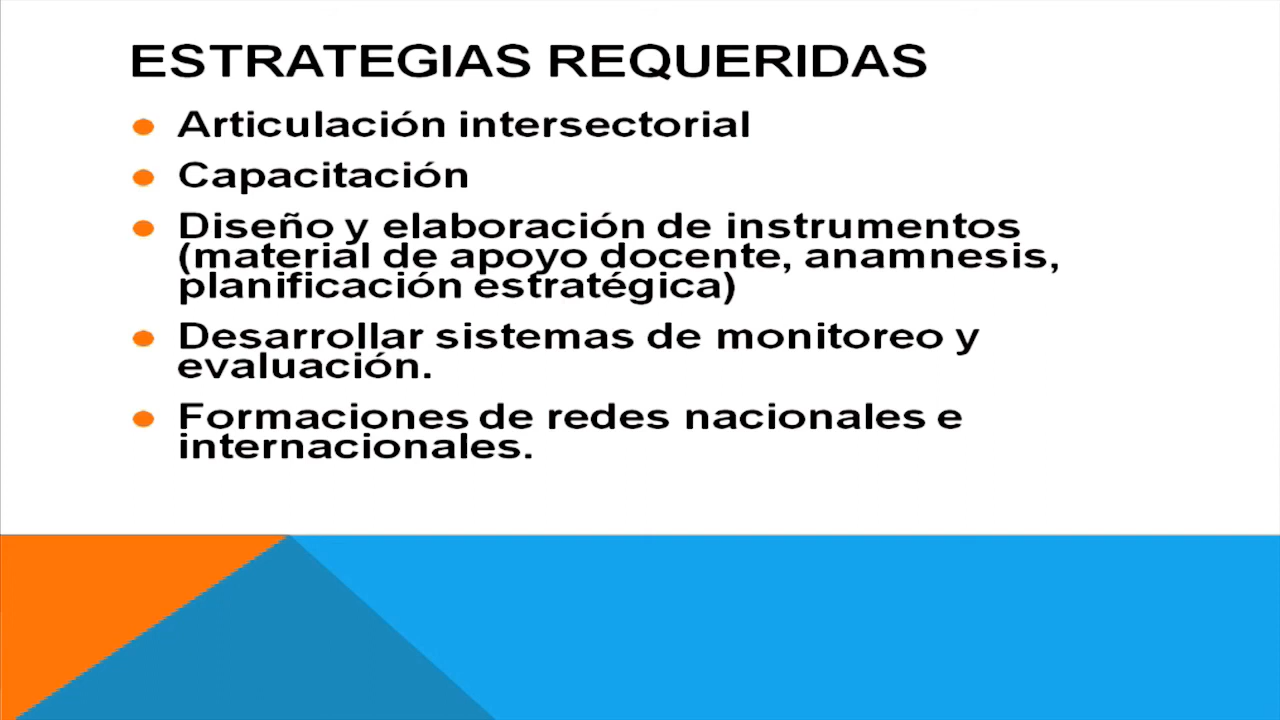 ESTRATEGIAS REQUERIDAS
Articulación intersectorial
Capacitación
Diseño y elaboración de instrumentos
(material de apoyo docente, anamnesis,
planificación estratégica)
Desarrollar sistemas de monitoreo y
evaluación.
Formaciones de redes nacionales e
internacionales.